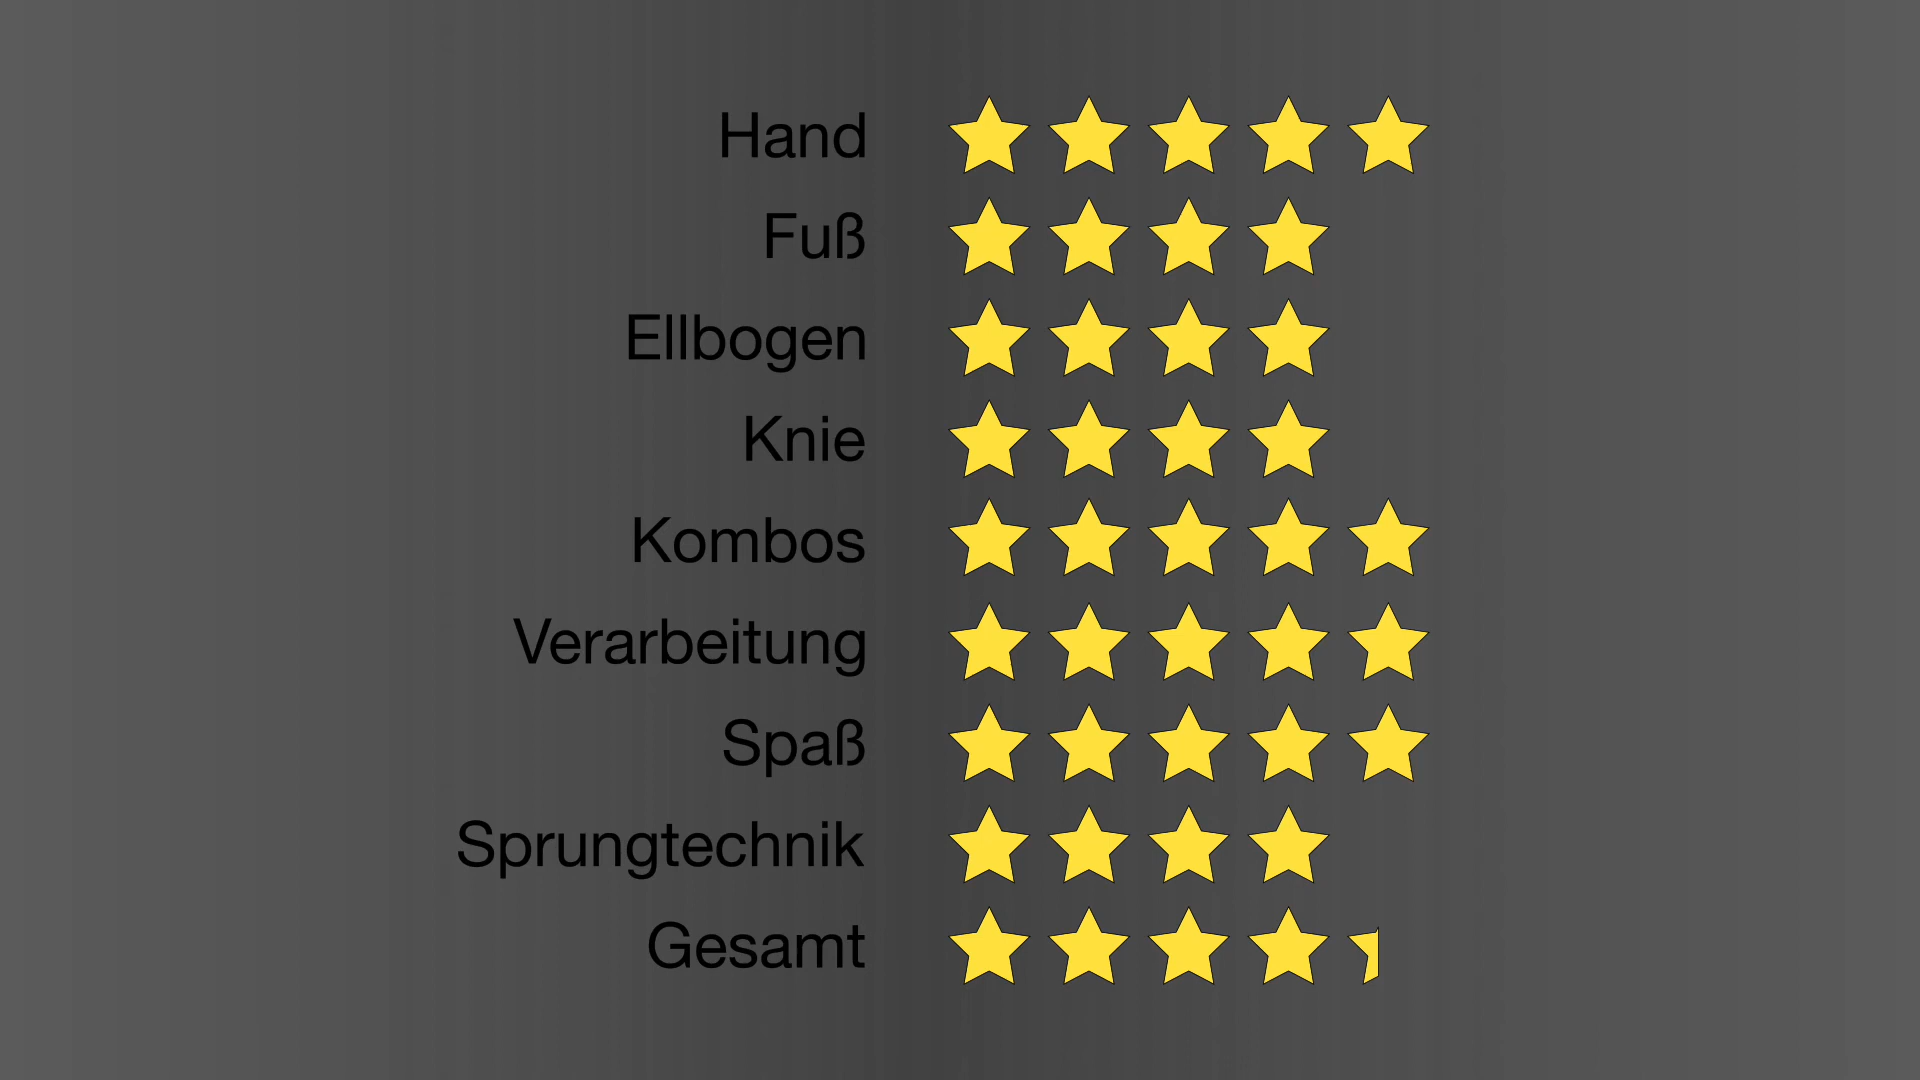 Hand
Fuß
Ellbogen
Knie
Kombos
Verarbeitung
Spaß
Sprungtechnik
Gesamt